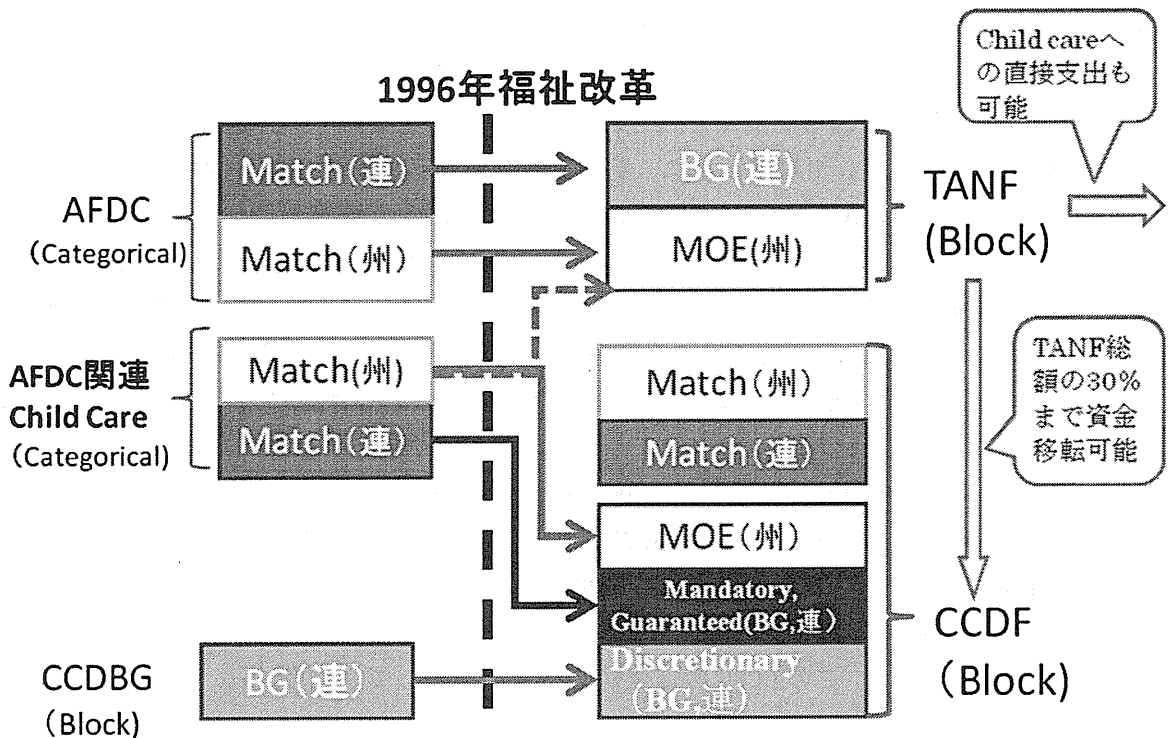 Child careへ
の直接支出も
可能
1996年福祉改革
AFDC
(Categorical)
Match(連)
Match(州)
BG(連)
MOE(州)
TANF
(Block)
AFDC関連
Child Care
(Categorical)
Match(州)
Match(連)
Match(州)
Match(連)
TANF総
額の30%
まで資金
移転可能
MOE(州)
Mandatory,
Guaranteed(BG,連)
Discretionary
(BG,連)
CCDF
(Block)
CCDBG
(Block)
BG(連)